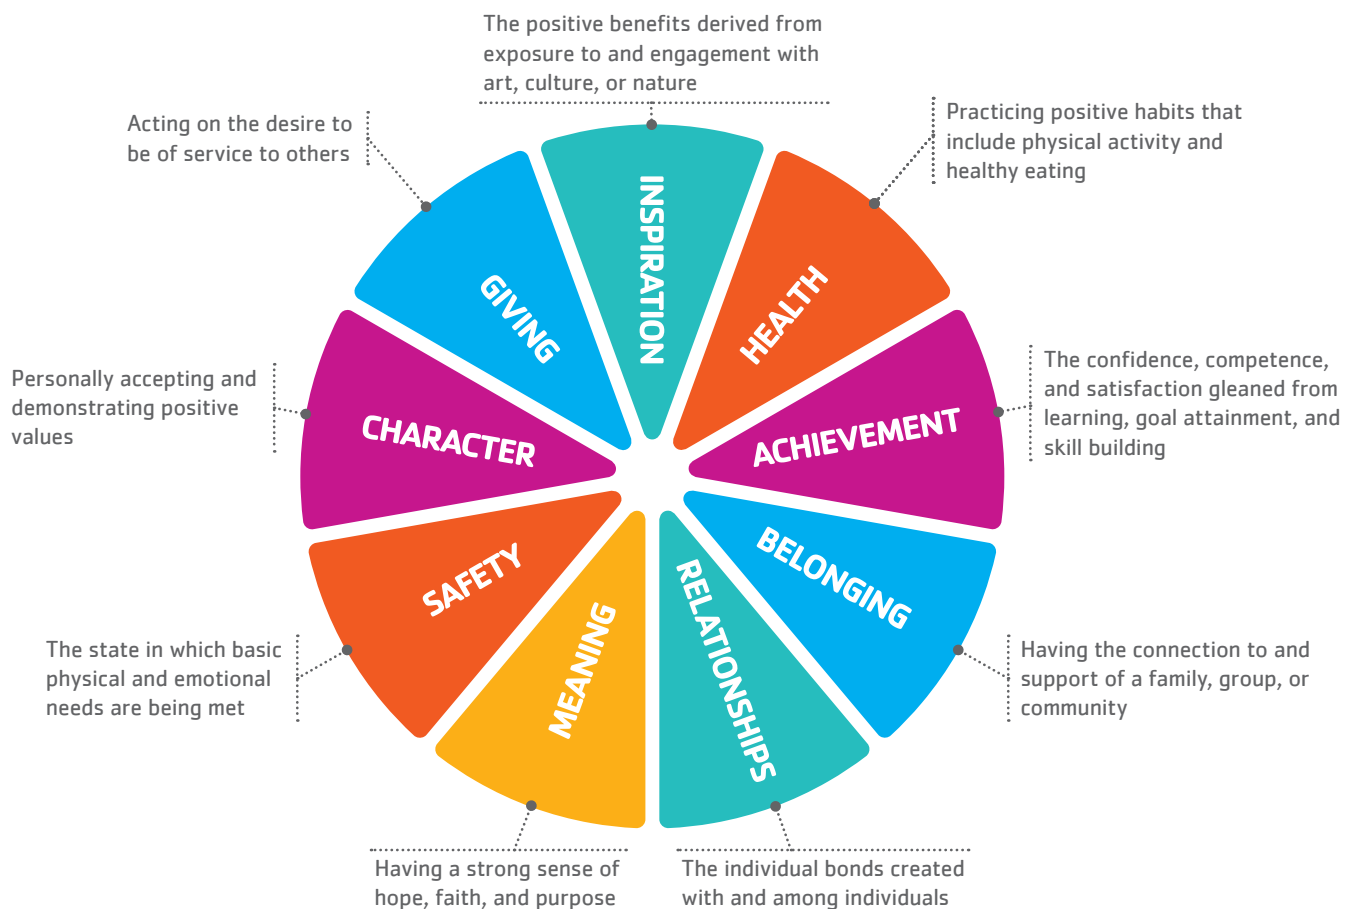 The positive benefits derived from
exposure to and engagement with
art, culture, or nature
INSPIRATION
Practicing positive habits that
include physical activity and
healthy eating
HEALTH
The confidence, competence,
and satisfaction gleaned from
learning, goal attainment, and
skill building
ACHIEVEMENT
Having the connection to and
support of a family, group, or
community
BELONGING
The individual bonds created
with and among individuals
RELATIONSHIPS
Having a strong sense of
hope, faith, and purpose
MEANING
The state in which basic
physical and emotional
needs are being met
SAFETY
Personally accepting and
demonstrating positive
values
CHARACTER
Acting on the desire to
be of service to others
GIVING